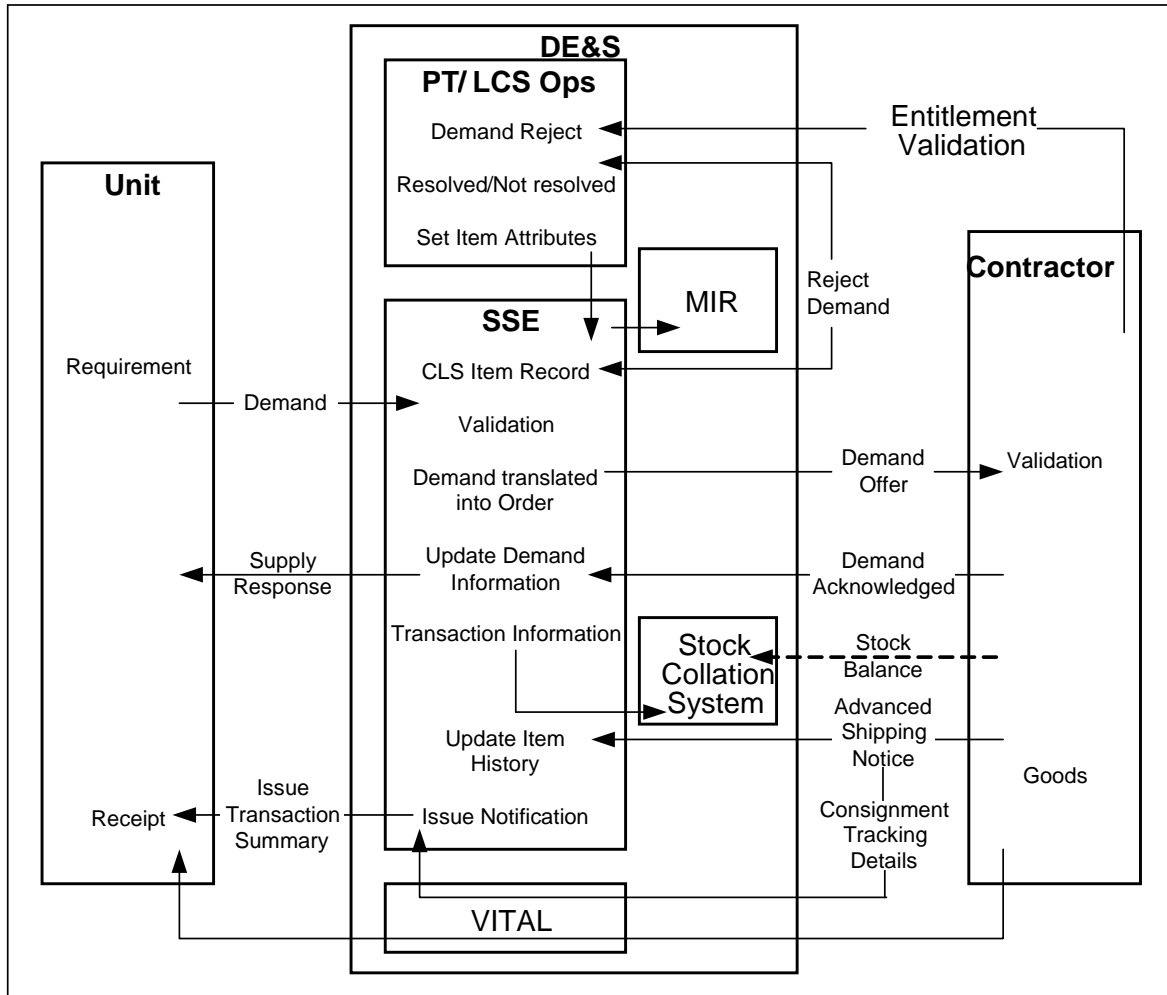 DE&S
PT/ LCS Ops
Demand Reject
Resolved/Not resolved
Set Item Attributes
Entitlement
Validation
Unit
Requirement
Demand
MIR
Reject
Demand
Contractor
SSE
CLS Item Record
Validation
Demand translated
into Order
Demand
Offer
Validation
Supply
Response
Update Demand
Information
Demand
Acknowledged
Transaction Information
Stock
Collation
System
Stock
Balance
Update Item
History
Advanced
Shipping
Notice
Goods
Receipt
Issue
Transaction
Summary
Issue Notification
Consignment
Tracking
Details
VITAL